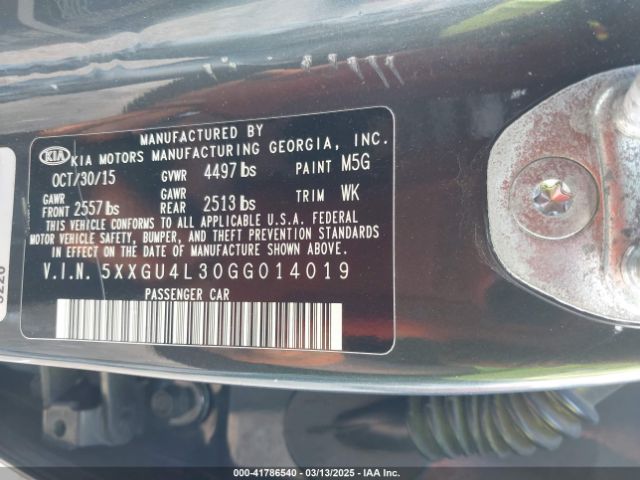 MANUFACTURED BY
KIA KIA MOTORS MANUFACTURING GEORGIA, INC.
OCT/30/15 GVWR 4497 lbs PAINT M5G
GAWR FRONT 2557 lbs GAWR REAR 2513 lbs TRIM WK
THIS VEHICLE CONFORMS TO ALL APPLICABLE U.S.A. FEDERAL
MOTOR VEHICLE SAFETY, BUMPER, AND THEFT PREVENTION STANDARDS
IN EFFECT ON THE DATE OF MANUFACTURE SHOWN ABOVE.
V.I.N. 5XXGU4L30GG014019
PASSENGER CAR
000-41786540 - 03/13/2025 - IAA Inc.